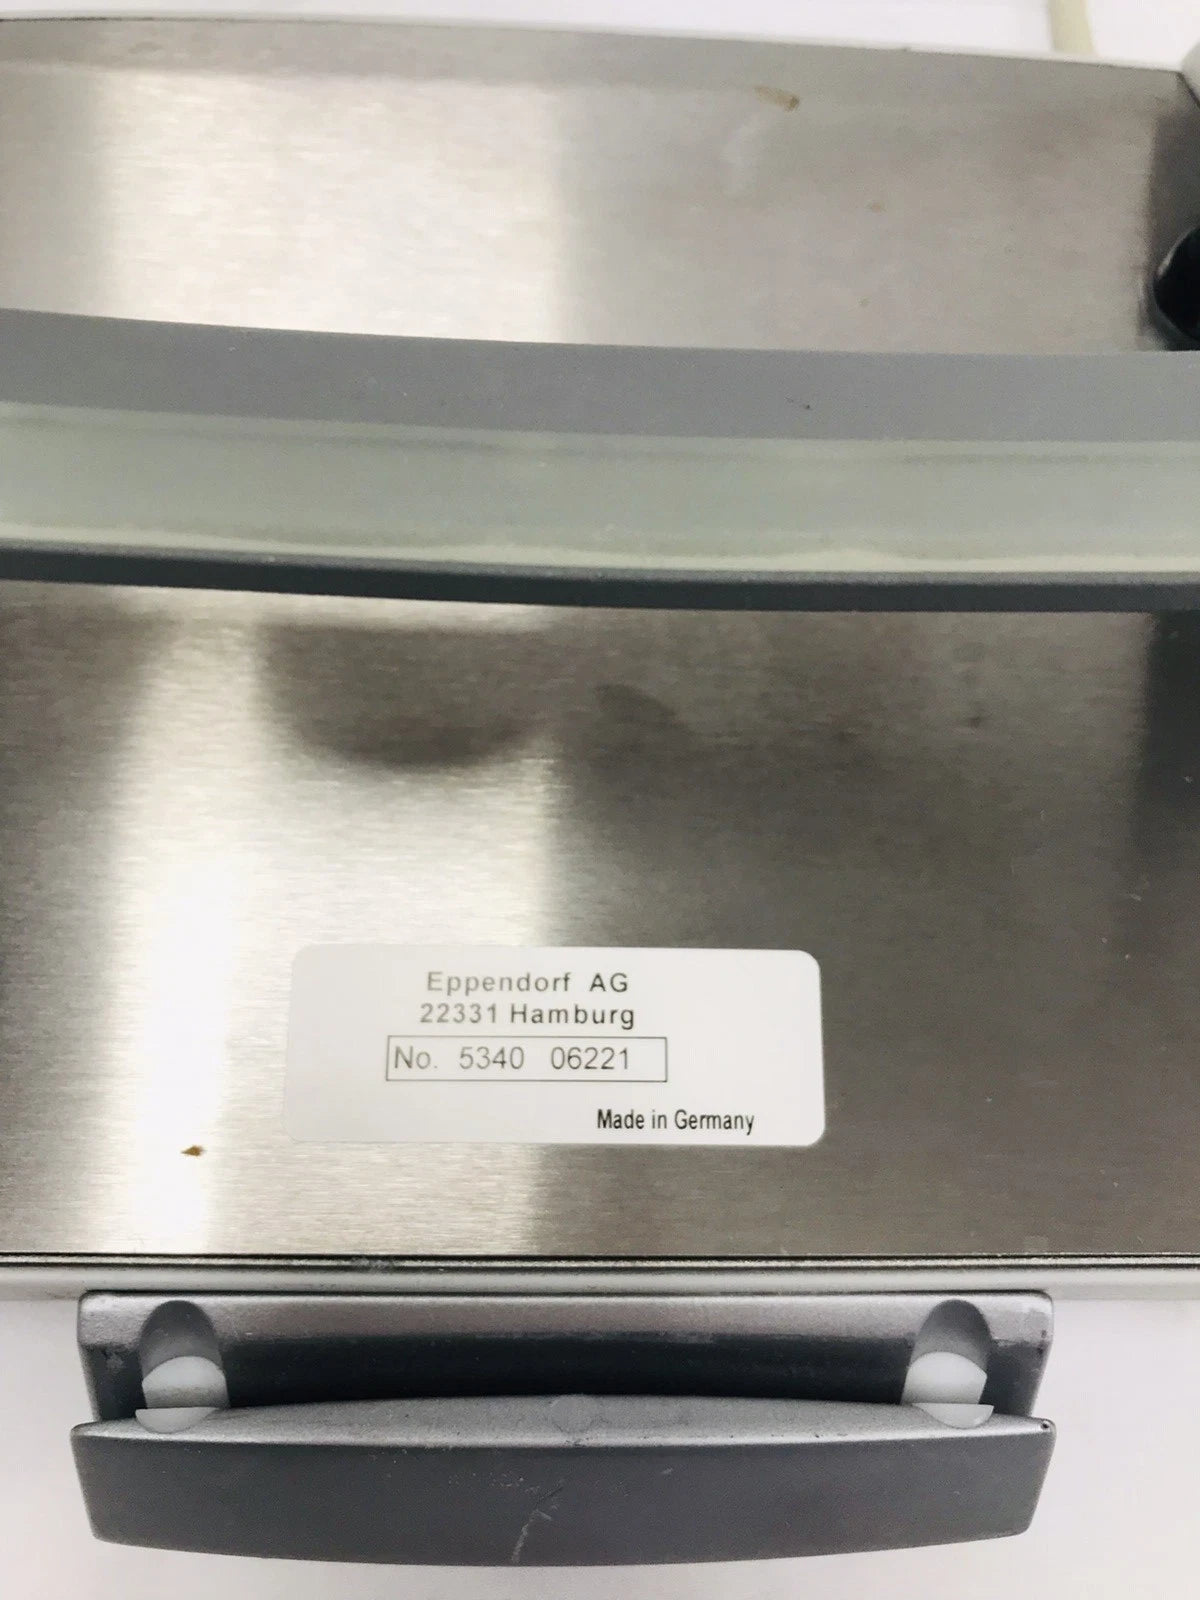 Eppendorf AG
22331 Hamburg
No. 5340 06221
Made in Germany